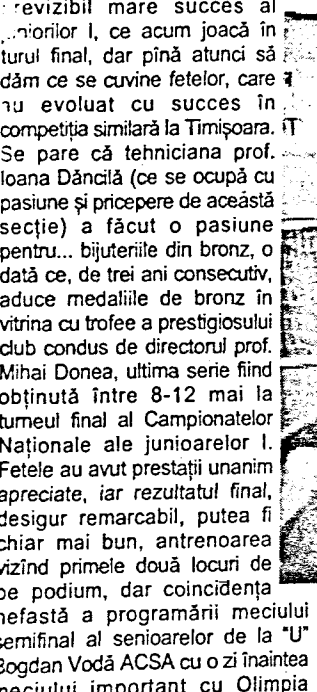 revizibil mare succes al
juniorilor I, ce acum joacă în
turul final, dar pînă atunci să
dăm ce se cuvine fetelor, care
au evoluat cu succes în
competiția similară la Timișoara.
Se pare că tehniciana prof.
Ioana Dăncilă (ce se ocupă cu
pasiune și pricepere de această
secție) a făcut o pasiune
pentru... bijuteriile din bronz, o
dată ce, de trei ani consecutiv,
aduce medaliile de bronz în
vitrina cu trofee a prestigiosului
club condus de directorul prof.
Mihai Donea, ultima serie fiind
obținută între 8-12 mai la
turneul final al Campionatelor
Naționale ale junioarelor I.
Fetele au avut prestații unanim
apreciate, iar rezultatul final,
desigur remarcabil, putea fi
chiar mai bun, antrenoarea
vizînd primele două locuri de
pe podium, dar coincidența
nefastă a programării meciului
semifinal al senioarelor de la "U"
Bogdan Vodă ACSA cu o zi înaintea
meciului important cu Olimpia